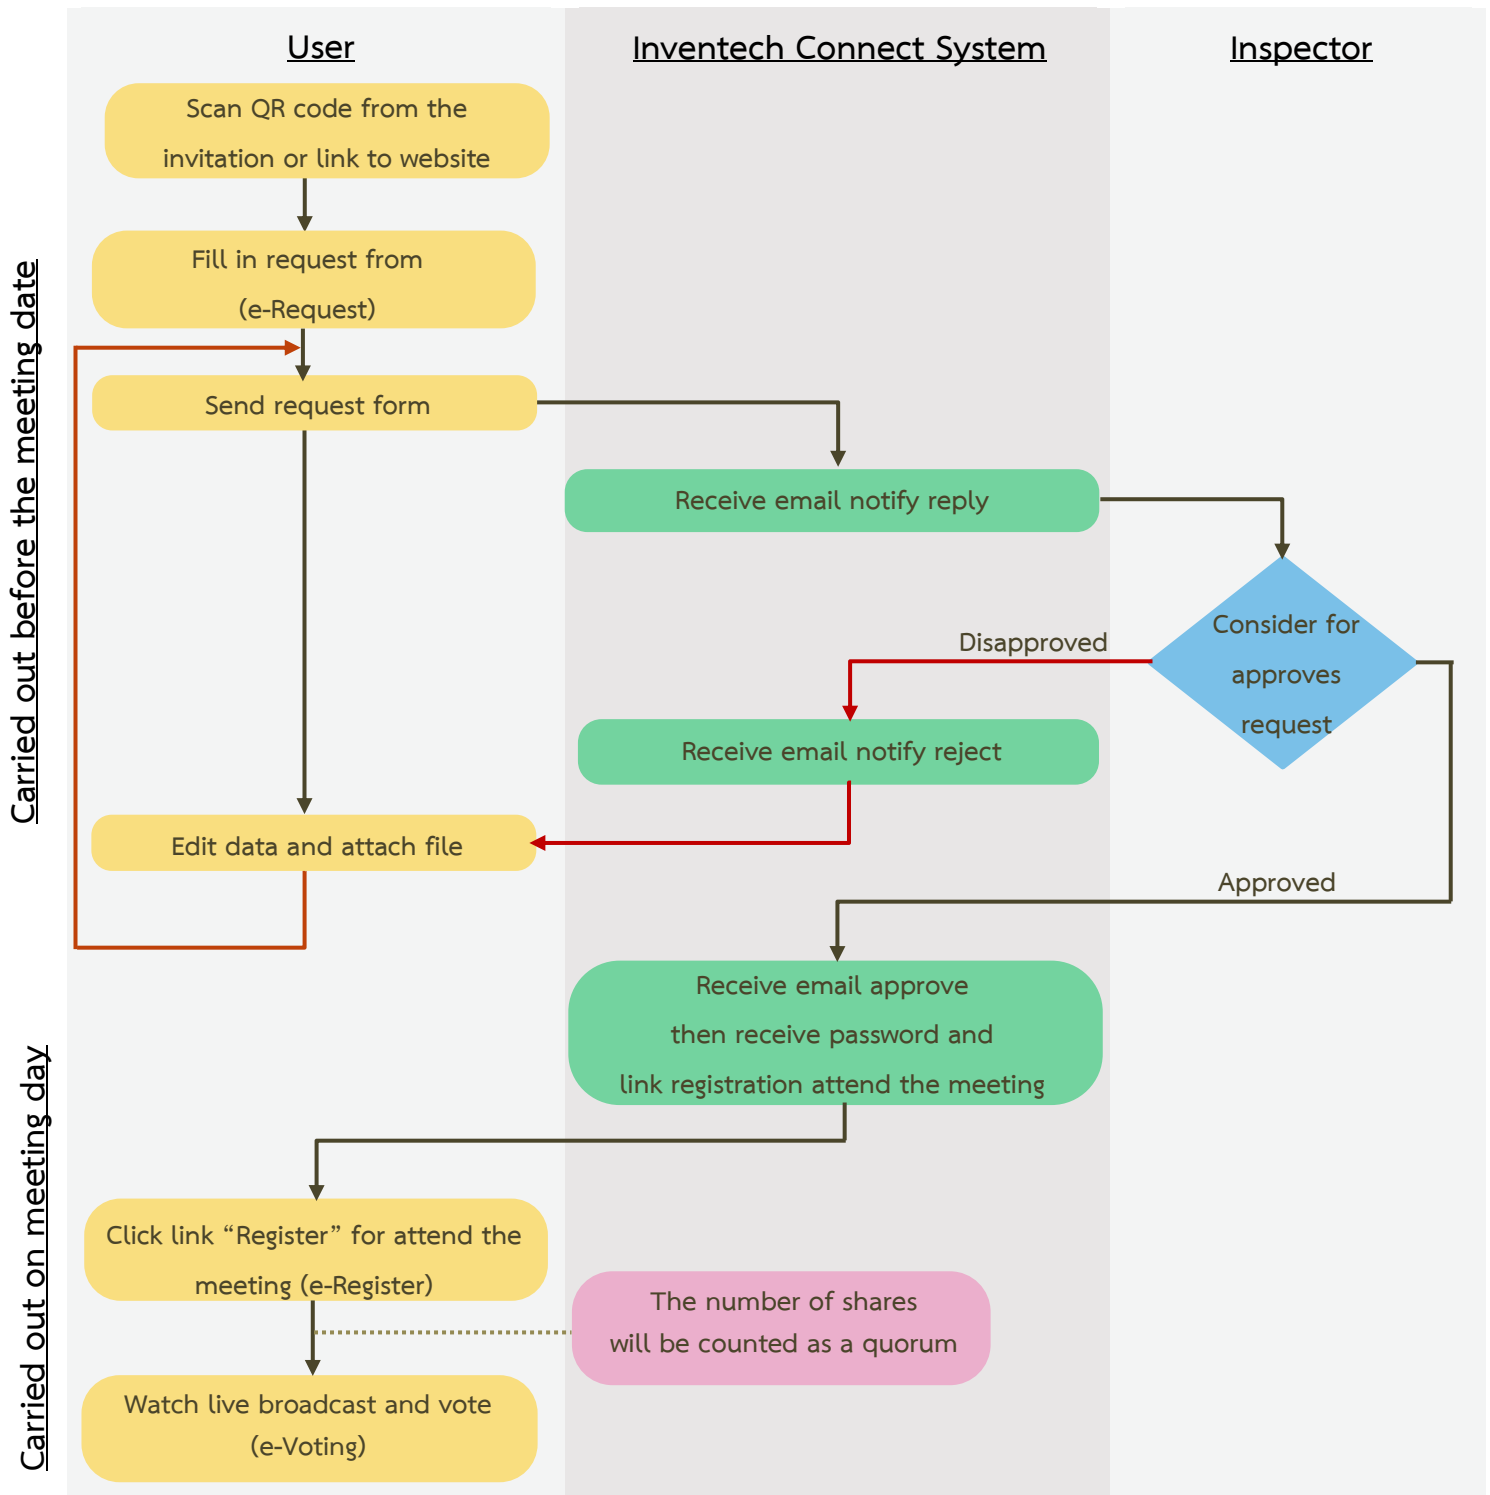 User
Inventech Connect System
Inspector
Carried out before the meeting date
Scan QR code from the
invitation or link to website
Fill in request from
(e-Request)
Send request form
Receive email notify reply
Consider for
approves
request
Disapproved
Receive email notify reject
Edit data and attach file
Approved
Receive email approve
then receive password and
link registration attend the meeting
Carried out on meeting day
Click link “Register” for attend the
meeting (e-Register)
The number of shares
will be counted as a quorum
Watch live broadcast and vote
(e-Voting)